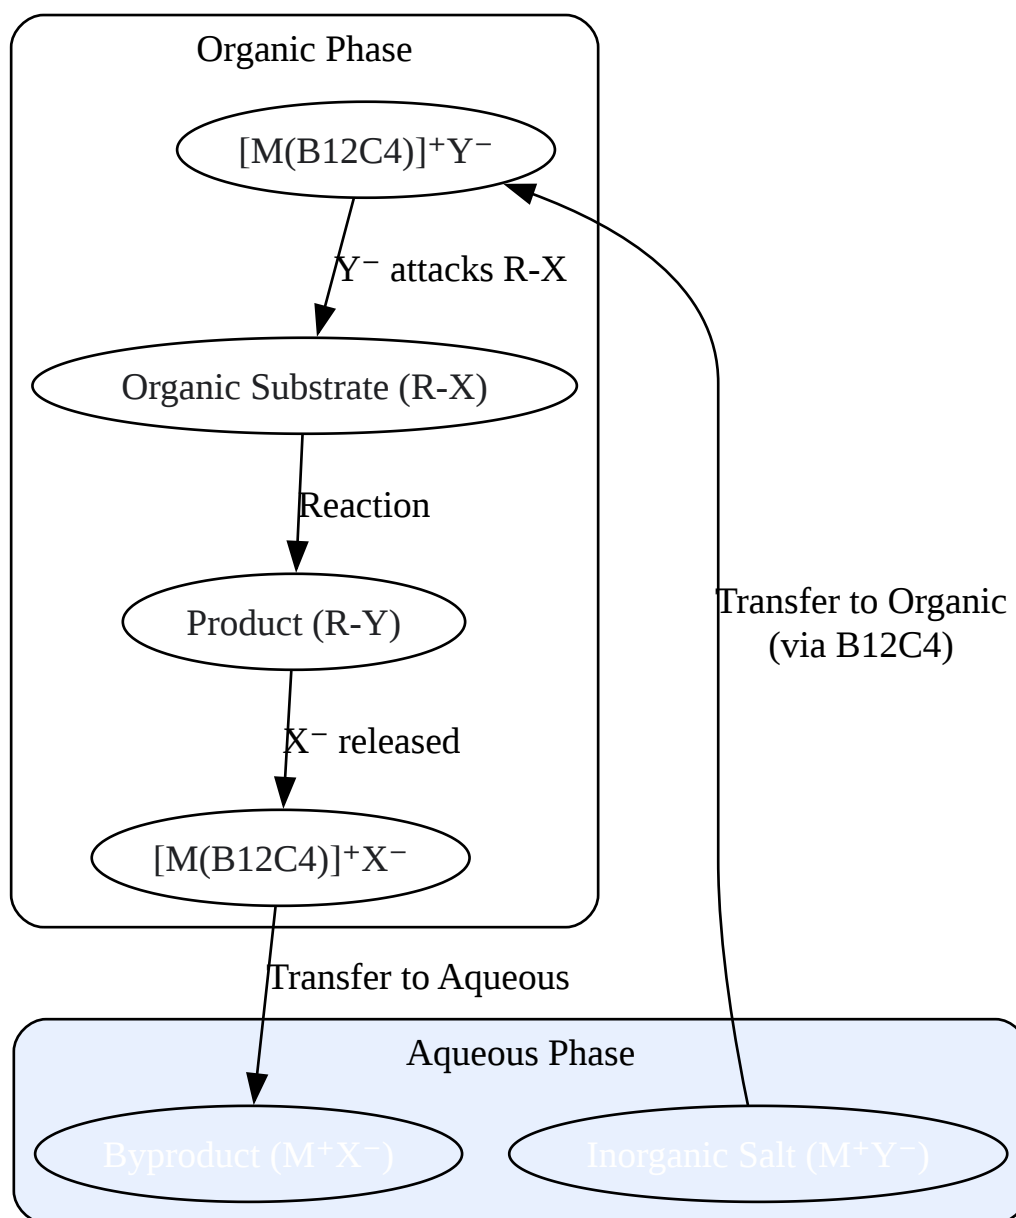 Organic Phase
[M(B12C4)]⁺Y⁻
Y⁻ attacks R-X
Organic Substrate (R-X)
Reaction
Product (R-Y)
Transfer to Organic
(via B12C4)
X⁻ released
[M(B12C4)]⁺X⁻
Transfer to Aqueous
Aqueous Phase
Byproduct (M⁺X⁻)
Inorganic Salt (M⁺Y⁻)